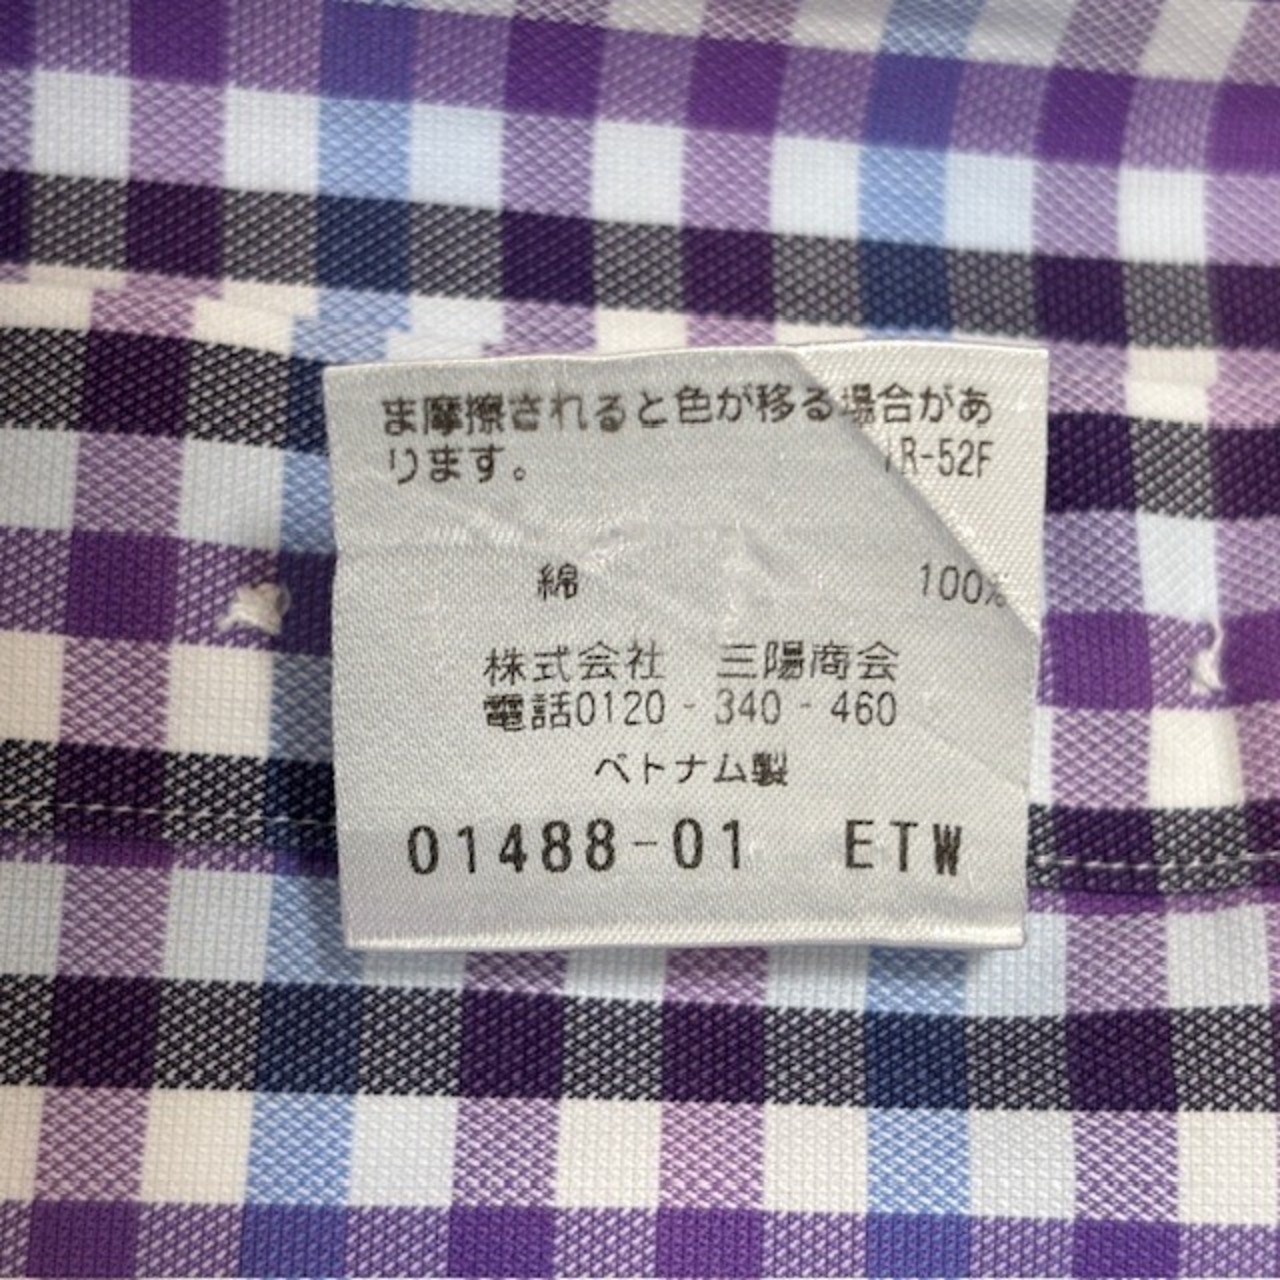 ま摩擦されると色が移る場合があ
ります。 R-52F
綿 100%
株式会社 三陽商会
電話0120-340-460
ベトナム製
01488-01 ETW